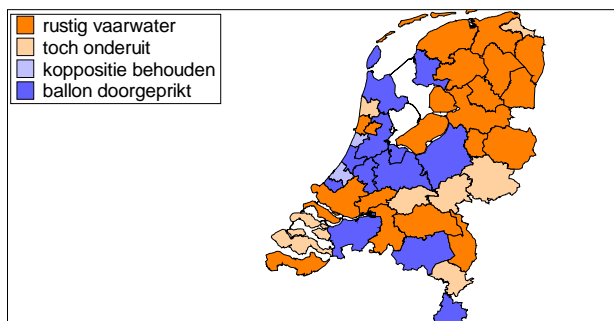 rustig vaarwater
toch onderuit
koppositie behouden
ballon doorgeprikt